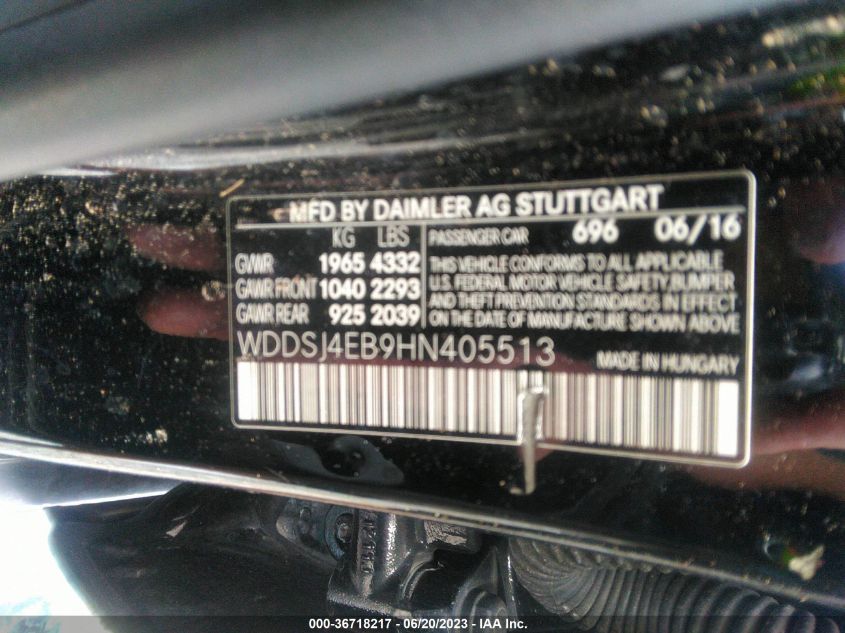 MFD BY DAIMLER AG STUTTGART
KG LBS
GVWR 1965 4332
GAWR FRONT 1040 2293
GAWR REAR 925 2039
PASSENGER CAR 696 06/16
THIS VEHICLE CONFORMS TO ALL APPLICABLE
U.S. FEDERAL MOTOR VEHICLE SAFETY, BUMPER
AND THEFT PREVENTION STANDARDS IN EFFECT
ON THE DATE OF MANUFACTURE SHOWN ABOVE
WDDSJ4EB9HN405513
MADE IN HUNGARY
000-36718217 - 06/20/2023 - IAA Inc.